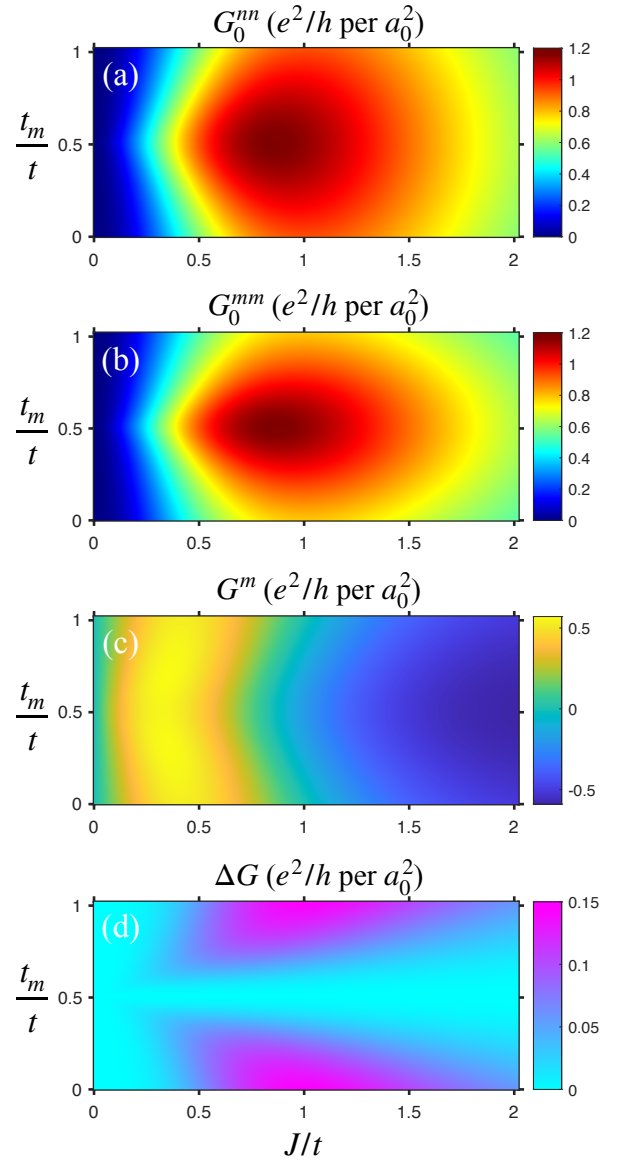 G_0^{nn} (e^2/h per a_0^2)
(a)
t_m/t
1
0.5
0
0 0.5 1 1.5 2
1.2
1
0.8
0.6
0.4
0.2
0
G_0^{mm} (e^2/h per a_0^2)
(b)
t_m/t
1
0.5
0
0 0.5 1 1.5 2
1.2
1
0.8
0.6
0.4
0.2
0
G^m (e^2/h per a_0^2)
(c)
t_m/t
1
0.5
0
0 0.5 1 1.5 2
0.5
0
-0.5
ΔG (e^2/h per a_0^2)
(d)
t_m/t
1
0.5
0
0 0.5 1 1.5 2
0.15
0.1
0.05
0
J/t